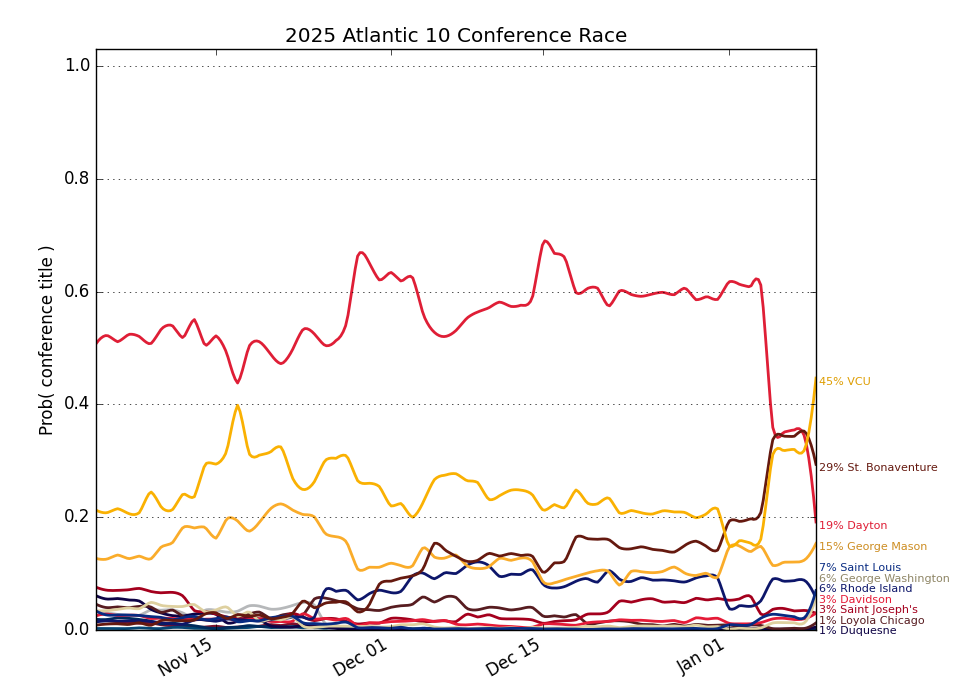 2025 Atlantic 10 Conference Race
Prob( conference title )
1.0
0.8
0.6
0.4
0.2
0.0
Nov 15
Dec 01
Dec 15
Jan 01
45% VCU
29% St. Bonaventure
19% Dayton
15% George Mason
7% Saint Louis
6% George Washington
6% Rhode Island
3% Davidson
3% Saint Joseph's
1% Loyola Chicago
1% Duquesne